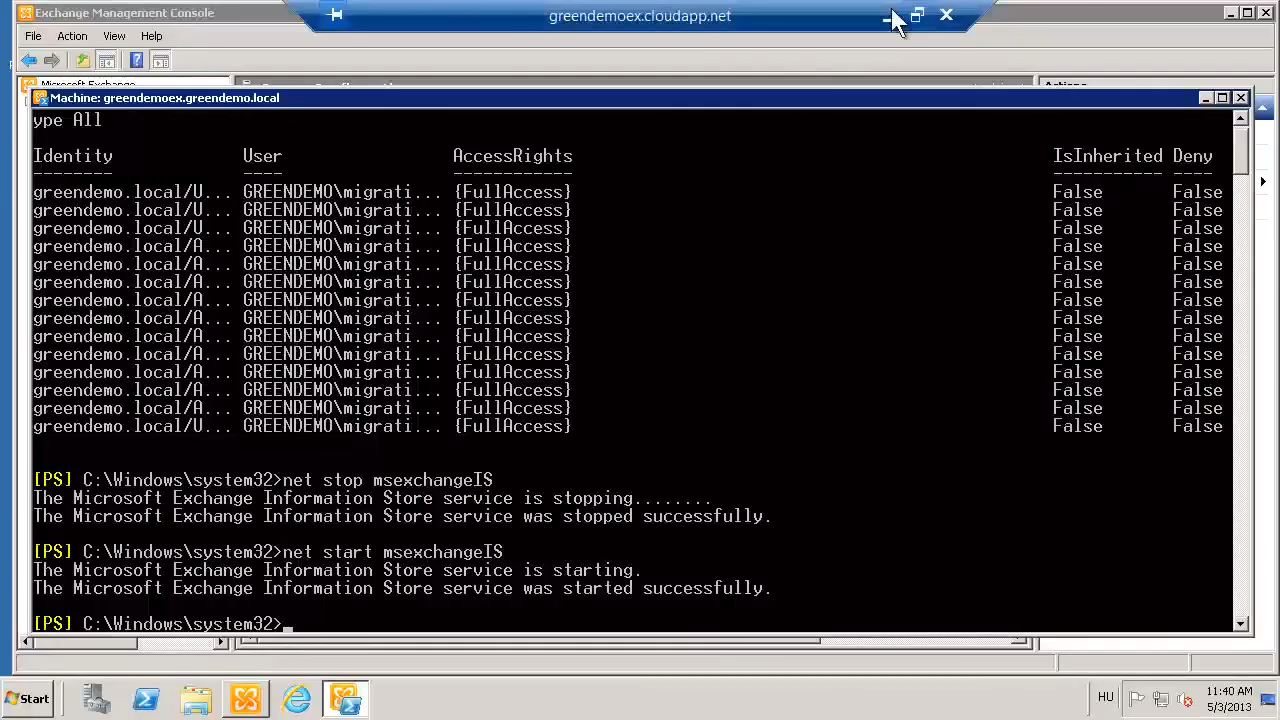 Exchange Management Console
greendemoex.cloudapp.net
File Action View Help
Microsoft Exchange
Actions
Machine: greendemoex.greendemo.local
ype All
Identity User AccessRights IsInherited Deny
-------- ---- ------------ ----------- ----
greendemo.local/U... GREENDEMO\migrati... {FullAccess} False False
greendemo.local/U... GREENDEMO\migrati... {FullAccess} False False
greendemo.local/U... GREENDEMO\migrati... {FullAccess} False False
greendemo.local/A... GREENDEMO\migrati... {FullAccess} False False
greendemo.local/A... GREENDEMO\migrati... {FullAccess} False False
greendemo.local/A... GREENDEMO\migrati... {FullAccess} False False
greendemo.local/A... GREENDEMO\migrati... {FullAccess} False False
greendemo.local/A... GREENDEMO\migrati... {FullAccess} False False
greendemo.local/A... GREENDEMO\migrati... {FullAccess} False False
greendemo.local/A... GREENDEMO\migrati... {FullAccess} False False
greendemo.local/A... GREENDEMO\migrati... {FullAccess} False False
greendemo.local/A... GREENDEMO\migrati... {FullAccess} False False
greendemo.local/A... GREENDEMO\migrati... {FullAccess} False False
greendemo.local/U... GREENDEMO\migrati... {FullAccess} False False
[PS] C:\Windows\system32>net stop msexchangeIS
The Microsoft Exchange Information Store service is stopping........
The Microsoft Exchange Information Store service was stopped successfully.
[PS] C:\Windows\system32>net start msexchangeIS
The Microsoft Exchange Information Store service is starting.
The Microsoft Exchange Information Store service was started successfully.
[PS] C:\Windows\system32>
Start
HU
11:40 AM
5/3/2013